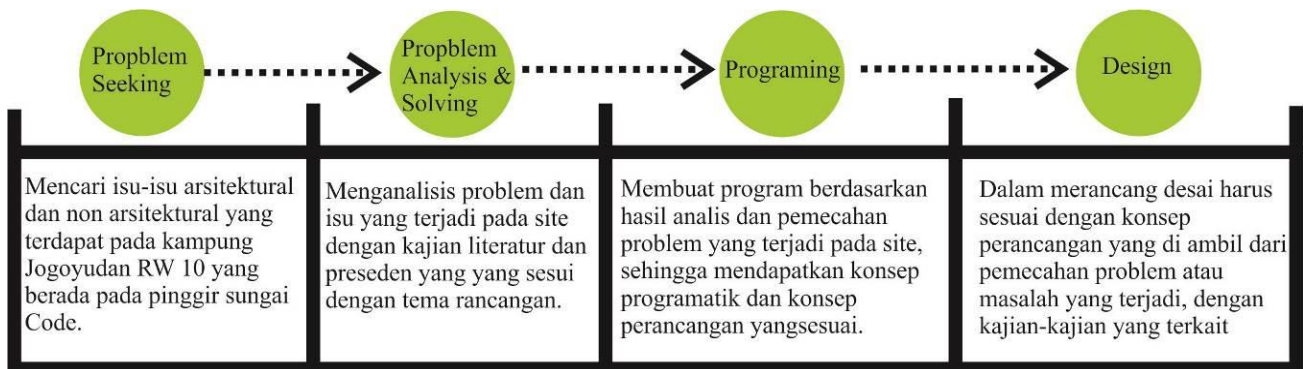 Propblem
Seeking
Propblem
Analysis &
Solving
Programing
Design
Mencari isu-isu arsitektural
dan non arsitektural yang
terdapat pada kampung
Jogoyudan RW 10 yang
berada pada pinggir sungai
Code.
Menganalisis problem dan
isu yang terjadi pada site
dengan kajian literatur dan
preseden yang yang sesui
dengan tema rancangan.
Membuat program berdasarkan
hasil analis dan pemecahan
problem yang terjadi pada site,
sehingga mendapatkan konsep
programatik dan konsep
perancangan yangsesuai.
Dalam merancang desai harus
sesuai dengan konsep
perancangan yang di ambil dari
pemecahan problem atau
masalah yang terjadi, dengan
kajian-kajian yang terkait